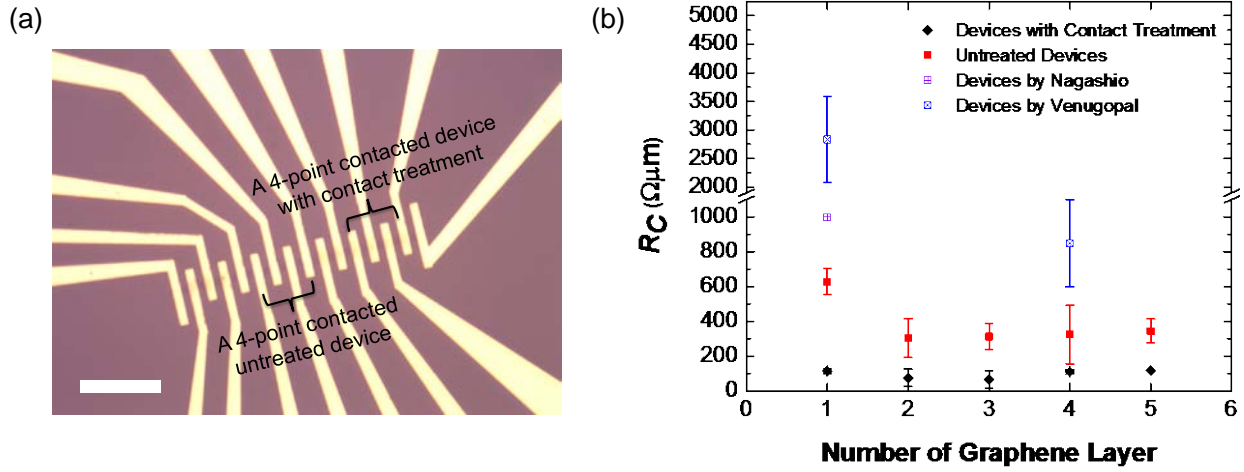 (a)
A 4-point contacted device
with contact treatment
A 4-point contacted
untreated device
(b)
5000
4500
4000
3500
3000
2500
2000
1000
800
600
400
200
0
RC (Ωμm)
Devices with Contact Treatment
Untreated Devices
Devices by Nagashio
Devices by Venugopal
0 1 2 3 4 5 6
Number of Graphene Layer